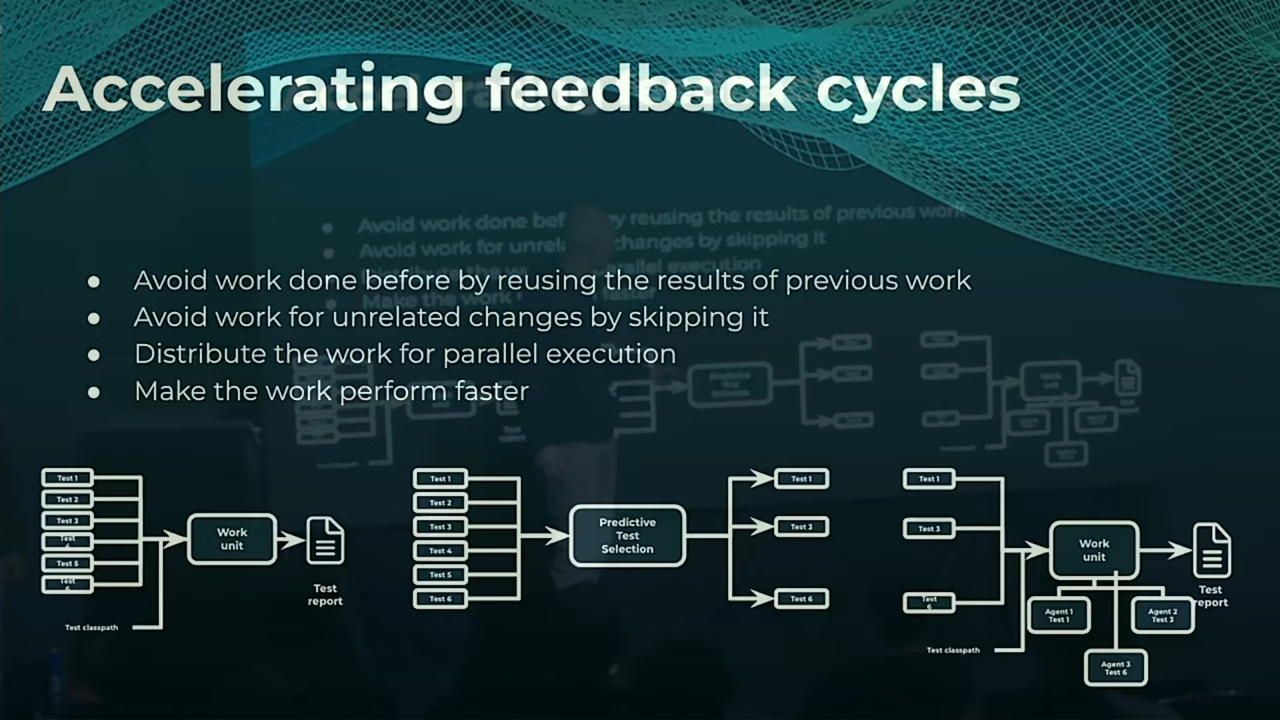 Accelerating feedback cycles
Avoid work done before by reusing the results of previous work
Avoid work for unrelated changes by skipping it
Distribute the work for parallel execution
Make the work perform faster
Test 1
Test 2
Test 3
Test
4
Test 5
Test
6
Test classpath
Work
unit
Test
report
Test 1
Test 2
Test 3
Test 4
Test 5
Test 6
Predictive
Test
Selection
Test 1
Test 3
Test 6
Test 1
Test 3
Test
6
Test classpath
Work
unit
Agent 1
Test 1
Agent 2
Test 3
Agent 3
Test 6
Test
report